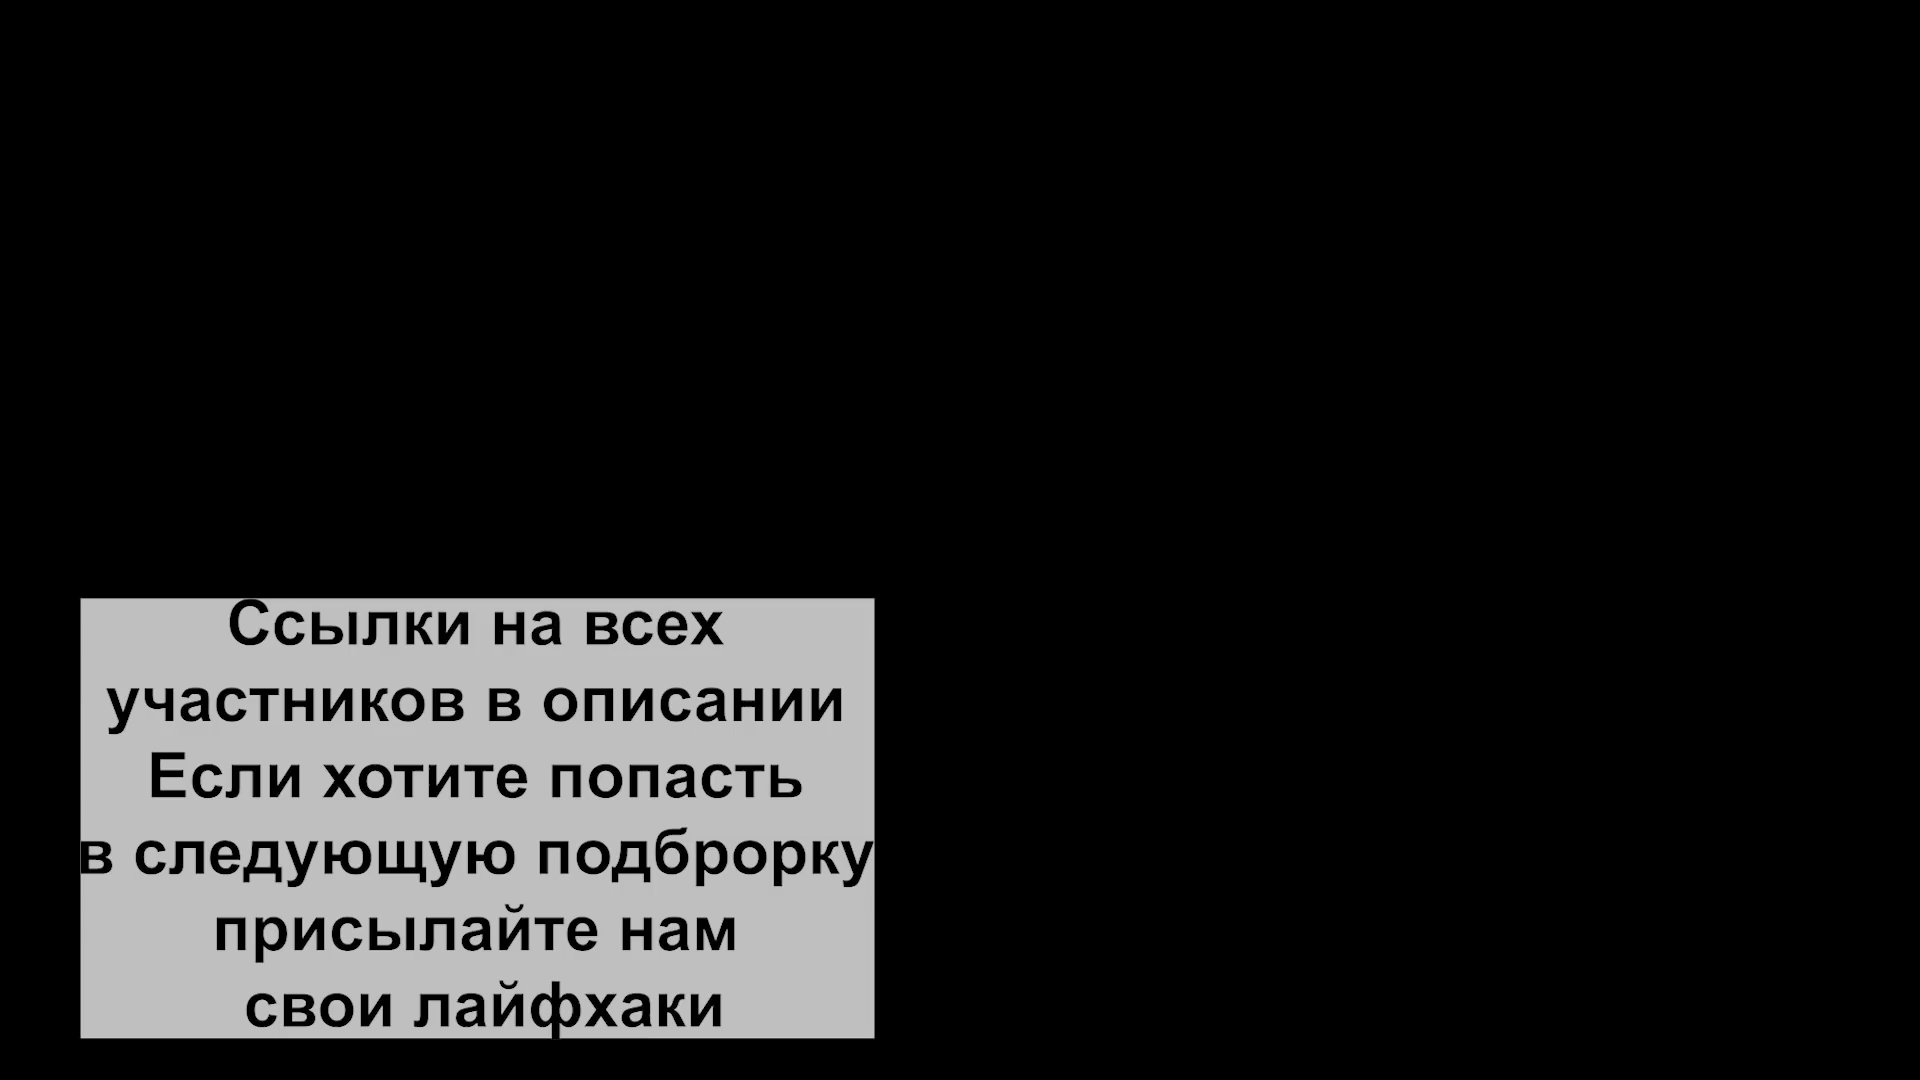 Ссылки на всех
участников в описании
Если хотите попасть
в следующую подброрку
присылайте нам
свои лайфхаки